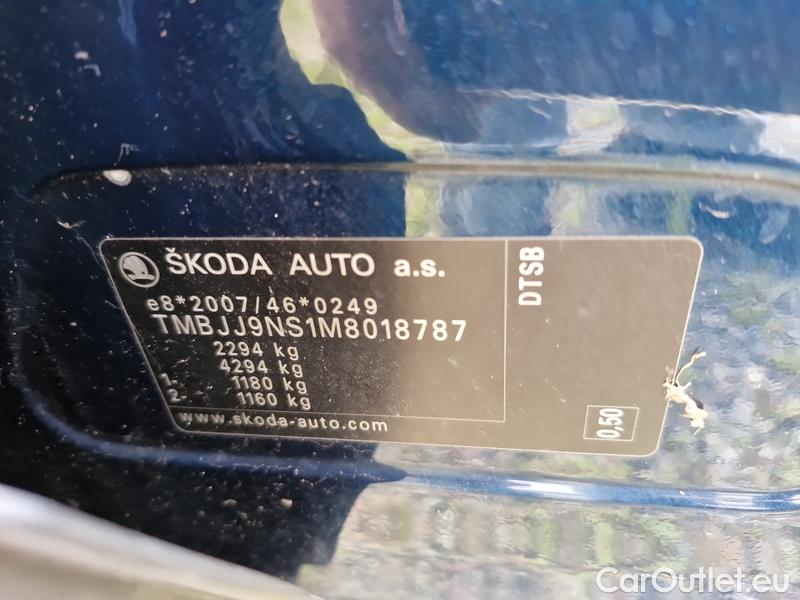 ŠKODA AUTO a.s.
e8*2007/46*0249
TMBJJ9NS1M8018787
2294 kg
4294 kg
1. 1180 kg
2. 1160 kg
www.skoda-auto.com
DTSB
0,50
CarOutlet.eu